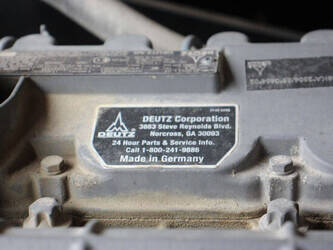 DEUTZ
DEUTZ Corporation
3883 Steve Reynolds Blvd.
Norcross, GA 30093
24 Hour Parts & Service Info.
Call 1-800-241-9886
Made in Germany